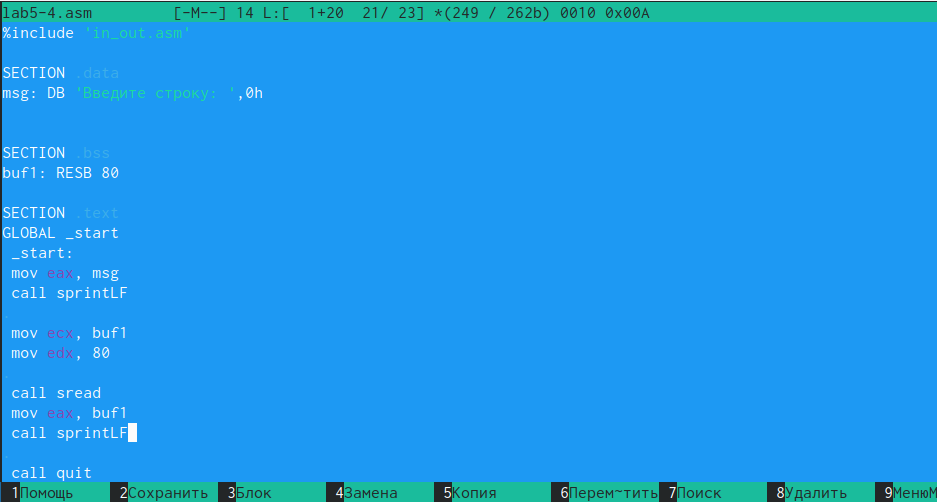 lab5-4.asm [-M--] 14 L:[ 1+20 21/ 23] *(249 / 262b) 0010 0x00A
%include 'in_out.asm'
SECTION .data
msg: DB 'Введите строку: ',0h
SECTION .bss
buf1: RESB 80
SECTION .text
GLOBAL _start
_start:
mov eax, msg
call sprintLF
mov ecx, buf1
mov edx, 80
call sread
mov eax, buf1
call sprintLF
call quit
1Помощь 2Сохранить 3Блок 4Замена 5Копия 6Перем~тить 7Поиск 8Удалить 9МенюМ